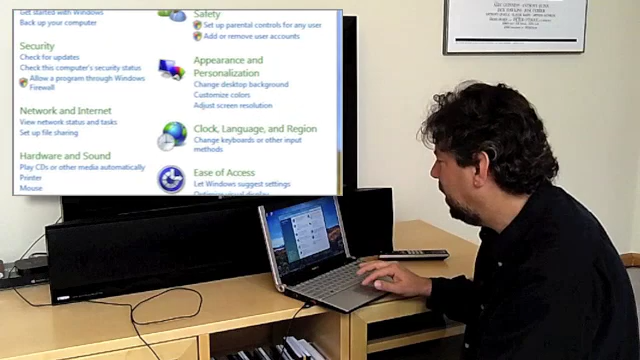 Get started with Windows
Back up your computer
Security
Check for updates
Check this computer's security status
Allow a program through Windows
Firewall
Network and Internet
View network status and tasks
Set up file sharing
Hardware and Sound
Play CDs or other media automatically
Printer
Mouse
Safety
Set up parental controls for any user
Add or remove user accounts
Appearance and
Personalization
Change desktop background
Customize colors
Adjust screen resolution
Clock, Language, and Region
Change keyboards or other input
methods
Ease of Access
Let Windows suggest settings
Optimize visual display